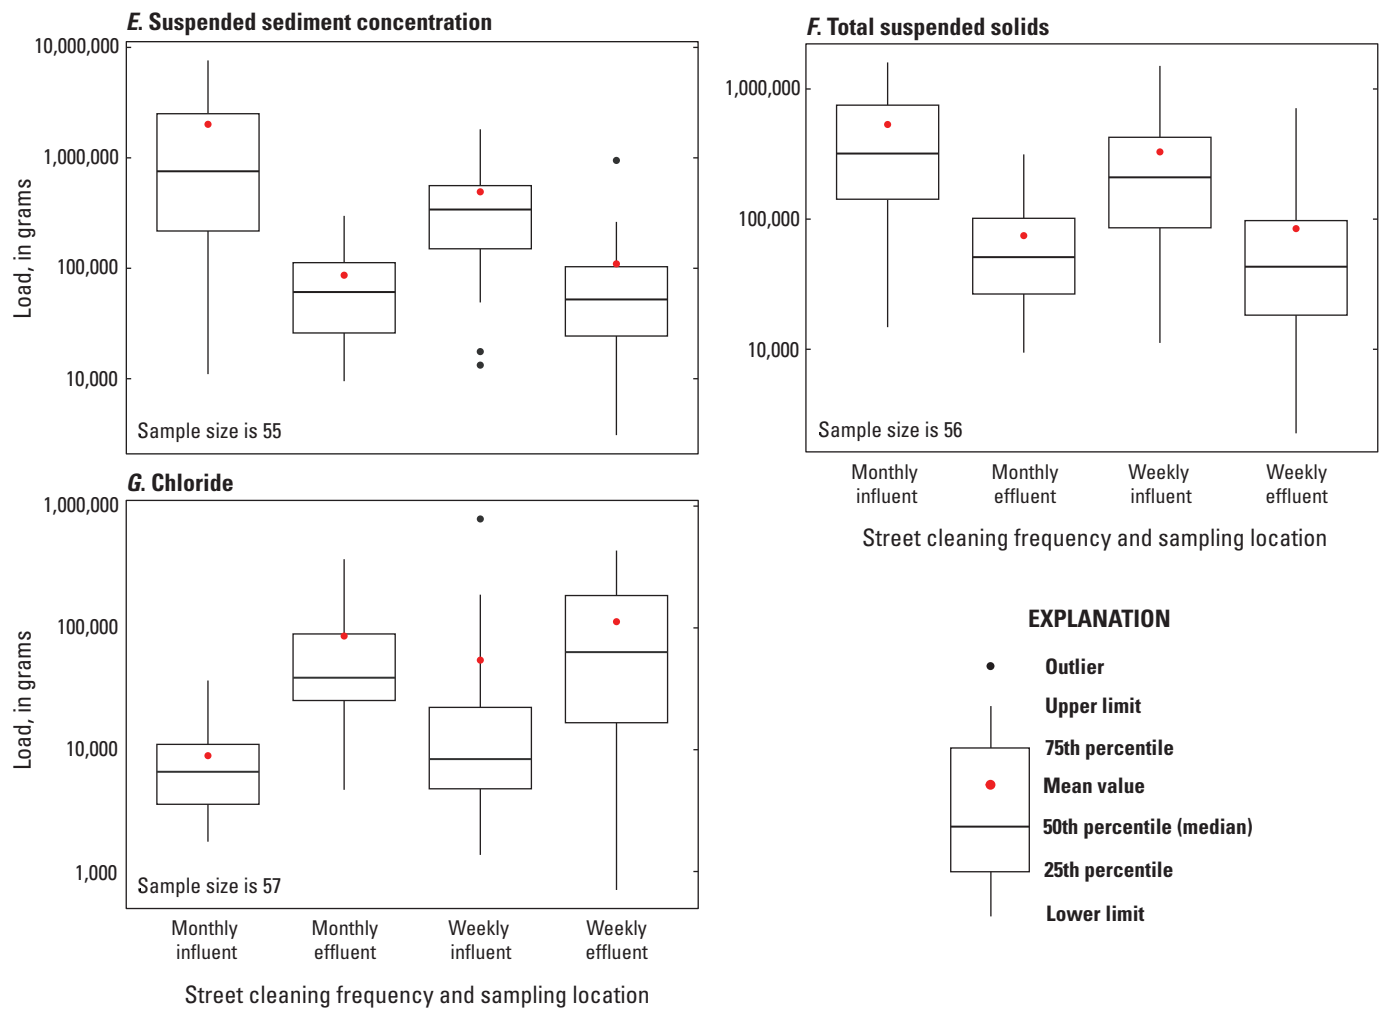 E. Suspended sediment concentration
10,000,000
1,000,000
100,000
10,000
Load, in grams
Sample size is 55
F. Total suspended solids
1,000,000
100,000
10,000
Sample size is 56
Monthly influent
Monthly effluent
Weekly influent
Weekly effluent
Street cleaning frequency and sampling location
G. Chloride
1,000,000
100,000
10,000
1,000
Load, in grams
Sample size is 57
Monthly influent
Monthly effluent
Weekly influent
Weekly effluent
Street cleaning frequency and sampling location
EXPLANATION
Outlier
Upper limit
75th percentile
Mean value
50th percentile (median)
25th percentile
Lower limit